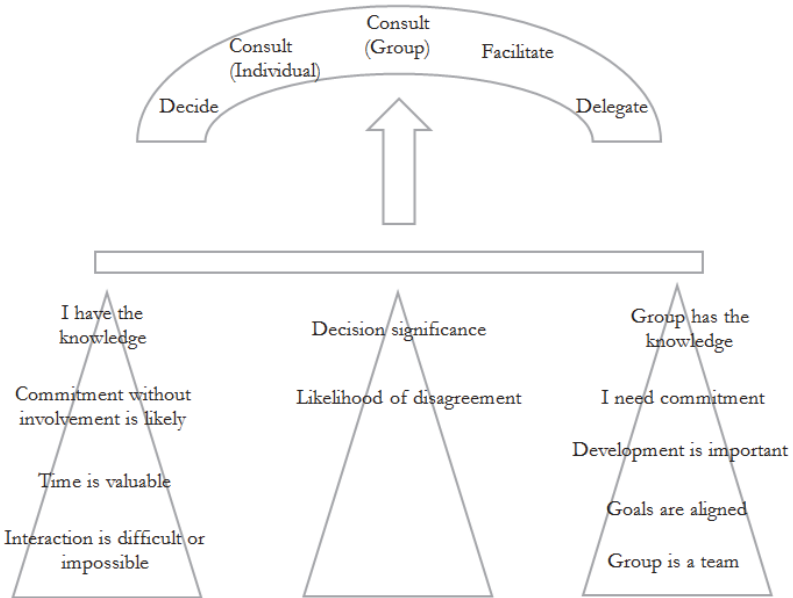 Decide
Consult
(Individual)
Consult
(Group)
Facilitate
Delegate
I have the
knowledge
Commitment without
involvement is likely
Time is valuable
Interaction is difficult or
impossible
Decision significance
Likelihood of disagreement
Group has the
knowledge
I need commitment
Development is important
Goals are aligned
Group is a team